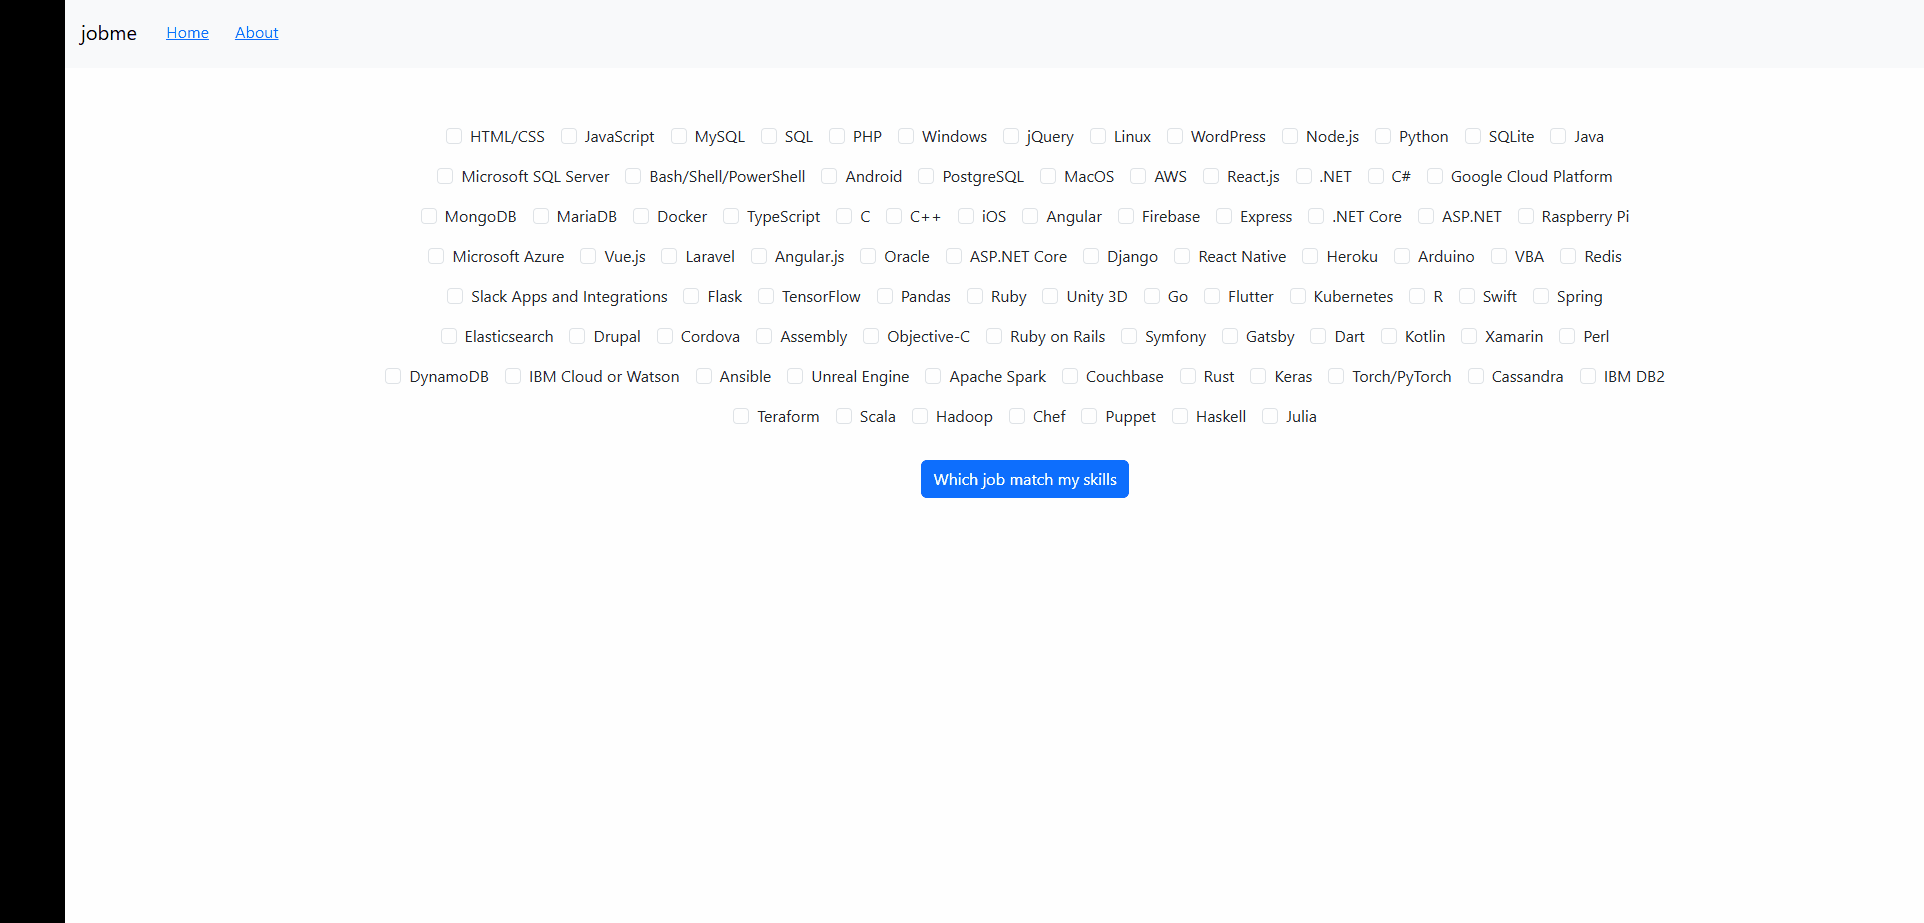 jobme Home About
HTML/CSS JavaScript MySQL SQL PHP Windows jQuery Linux WordPress Node.js Python SQLite Java
Microsoft SQL Server Bash/Shell/PowerShell Android PostgreSQL MacOS AWS React.js .NET C# Google Cloud Platform
MongoDB MariaDB Docker TypeScript C C++ iOS Angular Firebase Express .NET Core ASP.NET Raspberry Pi
Microsoft Azure Vue.js Laravel Angular.js Oracle ASP.NET Core Django React Native Heroku Arduino VBA Redis
Slack Apps and Integrations Flask TensorFlow Pandas Ruby Unity 3D Go Flutter Kubernetes R Swift Spring
Elasticsearch Drupal Cordova Assembly Objective-C Ruby on Rails Symfony Gatsby Dart Kotlin Xamarin Perl
DynamoDB IBM Cloud or Watson Ansible Unreal Engine Apache Spark Couchbase Rust Keras Torch/PyTorch Cassandra IBM DB2
Teraform Scala Hadoop Chef Puppet Haskell Julia
Which job match my skills